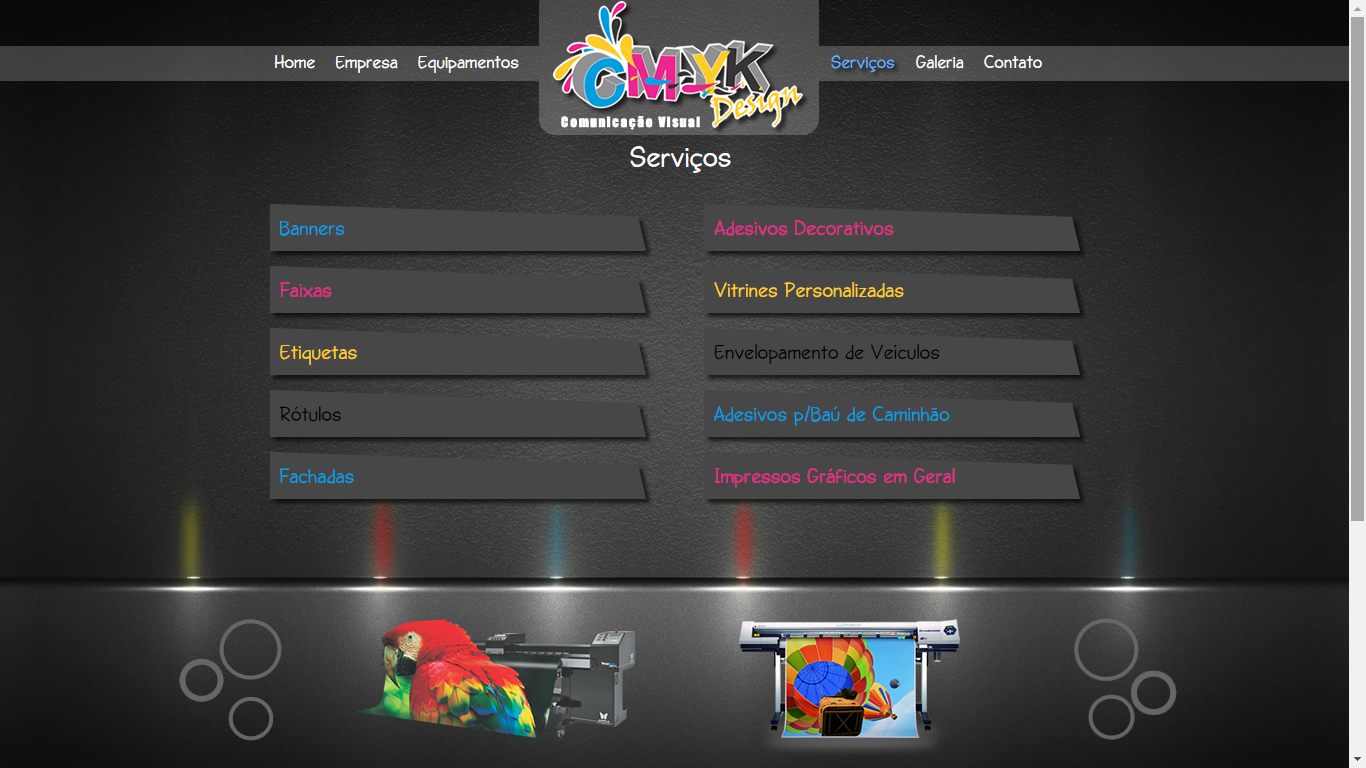 Home Empresa Equipamentos
CMYK
Design
Comunicação Visual
Serviços Galeria Contato
Serviços
Banners
Faixas
Etiquetas
Rótulos
Fachadas
Adesivos Decorativos
Vitrines Personalizadas
Envelopamento de Veículos
Adesivos p/Baú de Caminhão
Impressos Gráficos em Geral